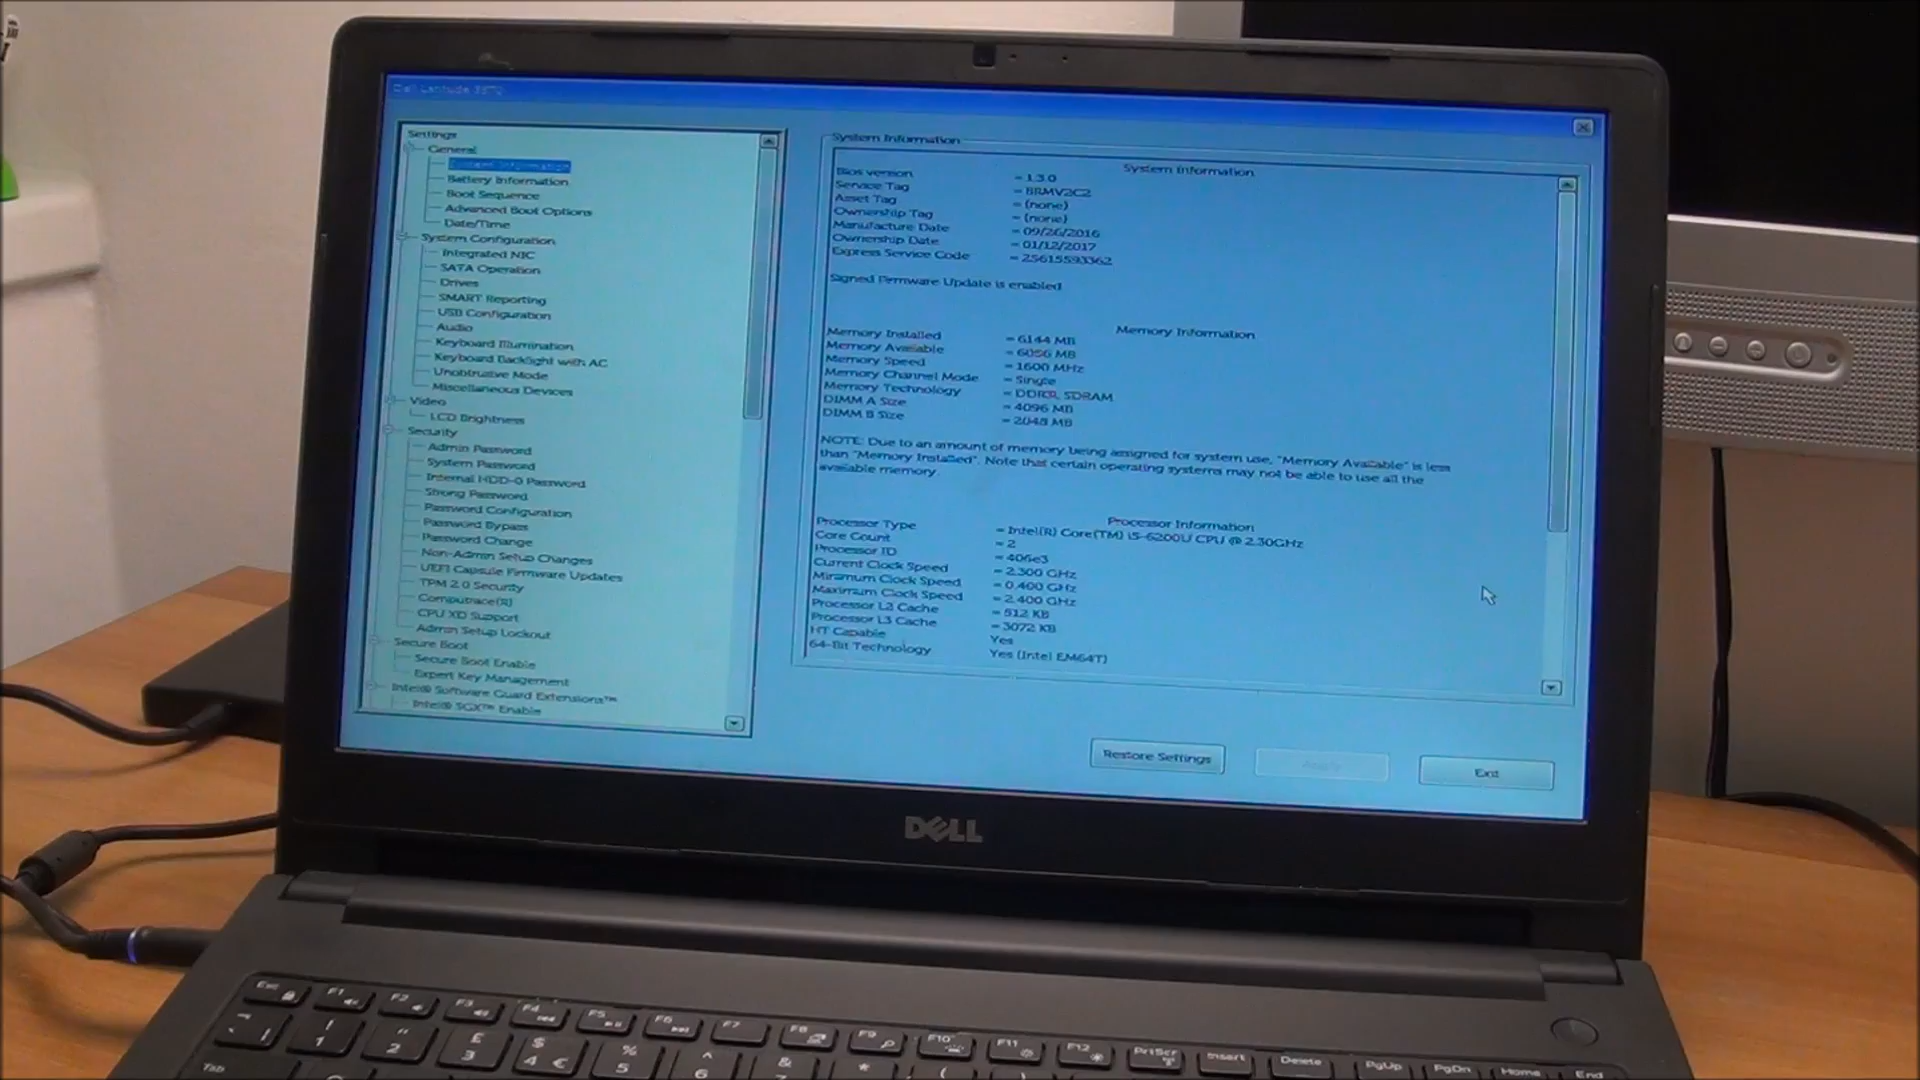 Dell Latitude 3570
Settings
General
System Information
Battery Information
Boot Sequence
Advanced Boot Options
Date/Time
System Configuration
Integrated NIC
SATA Operation
Drives
SMART Reporting
USB Configuration
Audio
Keyboard Illumination
Keyboard Backlight with AC
Unobtrusive Mode
Miscellaneous Devices
Video
LCD Brightness
Security
Admin Password
System Password
Internal HDD-0 Password
Strong Password
Password Configuration
Password Bypass
Password Change
Non-Admin Setup Changes
UEFI Capsule Firmware Updates
TPM 2.0 Security
Computrace(R)
CPU XD Support
Admin Setup Lockout
Secure Boot
Secure Boot Enable
Expert Key Management
Intel® Software Guard Extensions™
Intel® SGX™ Enable
System Information
System Information
Bios version = 1.3.0
Service Tag = BRMV2C2
Asset Tag = (none)
Ownership Tag = (none)
Manufacture Date = 09/26/2016
Ownership Date = 01/12/2017
Express Service Code = 25615593362
Signed Firmware Update is enabled
Memory Information
Memory Installed = 6144 MB
Memory Available = 6056 MB
Memory Speed = 1600 MHz
Memory Channel Mode = Single
Memory Technology = DDR3L SDRAM
DIMM A Size = 4096 MB
DIMM B Size = 2048 MB
NOTE: Due to an amount of memory being assigned for system use, "Memory Available" is less
than "Memory Installed". Note that certain operating systems may not be able to use all the
available memory.
Processor Information
Processor Type = Intel(R) Core(TM) i5-6200U CPU @ 2.30GHz
Core Count = 2
Processor ID = 406e3
Current Clock Speed = 2.300 GHz
Minimum Clock Speed = 0.400 GHz
Maximum Clock Speed = 2.400 GHz
Processor L2 Cache = 512 KB
Processor L3 Cache = 3072 KB
HT Capable Yes
64-Bit Technology Yes (Intel EM64T)
Restore Settings Exit
DELL
Esc F1 F2 F3 F4 F5 F6 F7 F8 F9 F10 F11 F12 PrtScr Insert Delete PgUp PgDn Home End
! " £ $ % ^ & * (
1 2 3 4 € 5 6
Tab